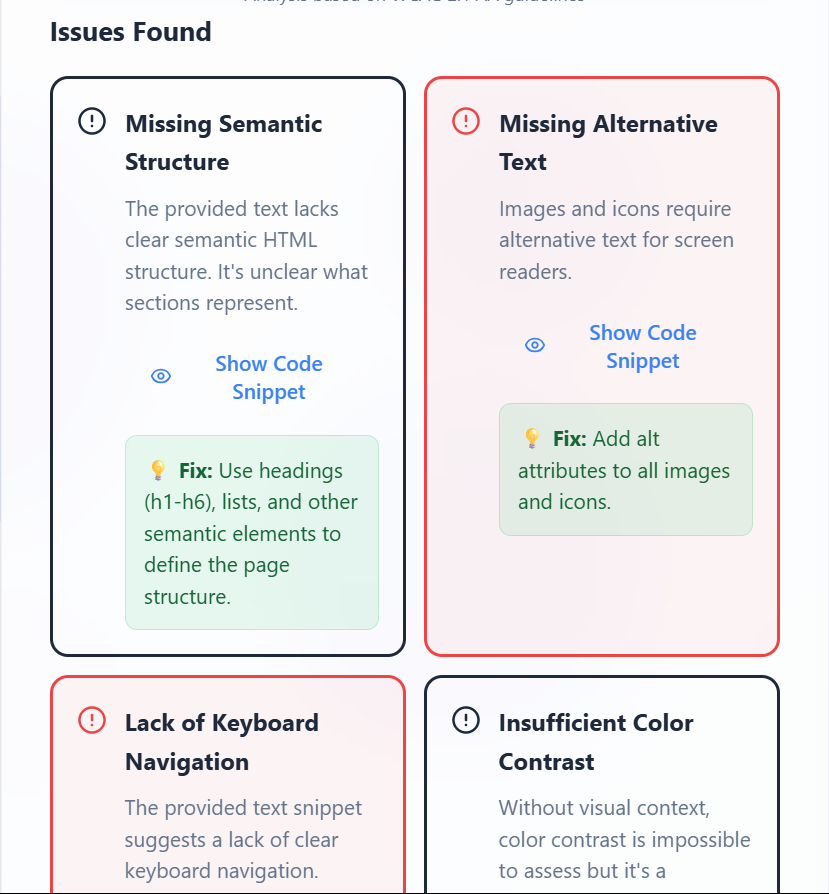 Issues Found
Missing Semantic
Structure
The provided text lacks
clear semantic HTML
structure. It's unclear what
sections represent.
Show Code
Snippet
💡 Fix: Use headings
(h1-h6), lists, and other
semantic elements to
define the page
structure.
Missing Alternative
Text
Images and icons require
alternative text for screen
readers.
Show Code
Snippet
💡 Fix: Add alt
attributes to all images
and icons.
Lack of Keyboard
Navigation
The provided text snippet
suggests a lack of clear
keyboard navigation.
Insufficient Color
Contrast
Without visual context,
color contrast is impossible
to assess but it's a